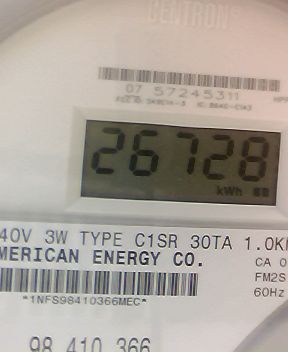 CENTRON
07 57245311
26728
kWh
40V 3W TYPE C1SR 30TA 1.0K
MERICAN ENERGY CO.
CA 0
FM2S
*1NFS98410366MEC*
60Hz
98 410 366